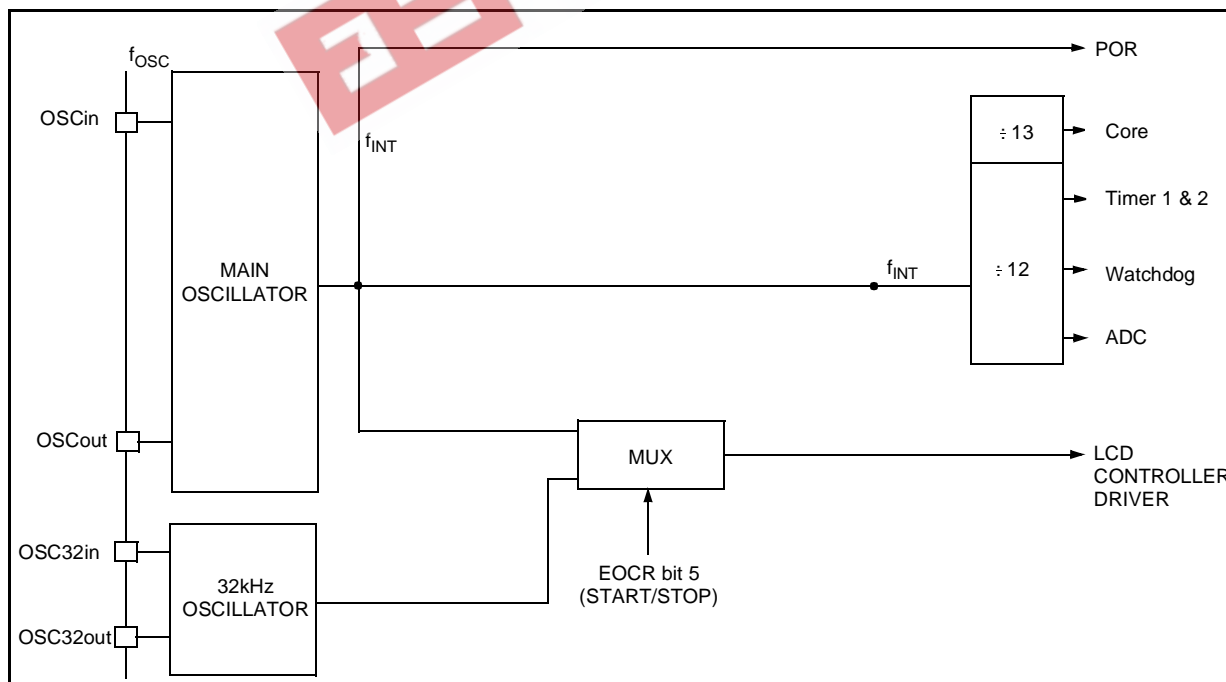 fOSC
POR
OSCin
÷13
Core
fINT
Timer 1 & 2
MAIN
OSCILLATOR
fINT
÷12
Watchdog
ADC
OSCout
MUX
LCD
CONTROLLER
DRIVER
OSC32in
EOCR bit 5
(START/STOP)
32kHz
OSCILLATOR
OSC32out